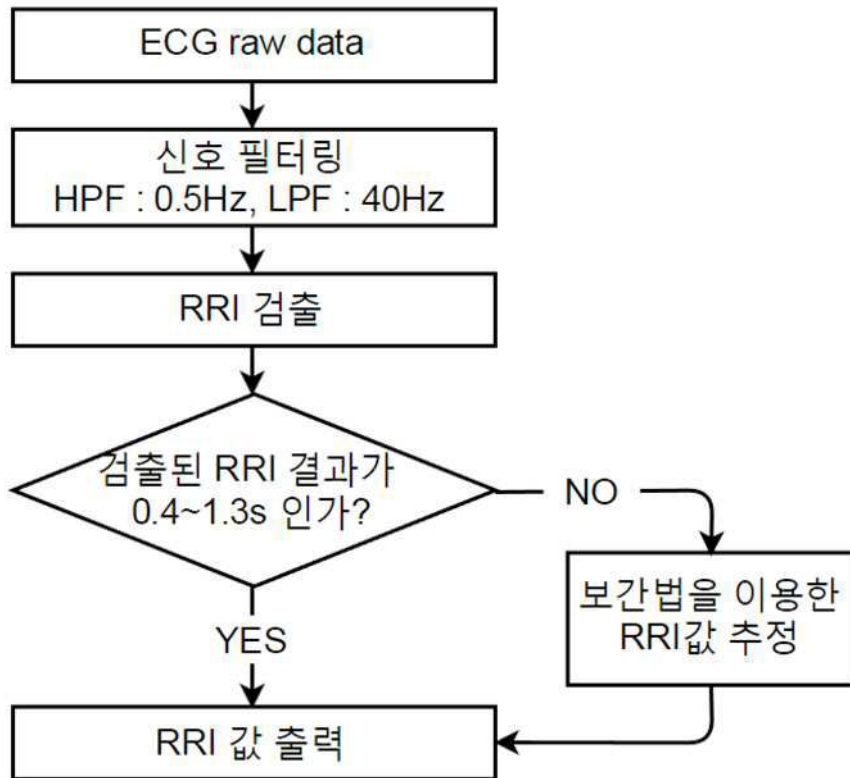 ECG raw data
신호 필터링
HPF : 0.5Hz, LPF : 40Hz
RRI 검출
검출된 RRI 결과가
0.4~1.3s 인가?
NO
보간법을 이용한
RRI값 추정
YES
RRI 값 출력